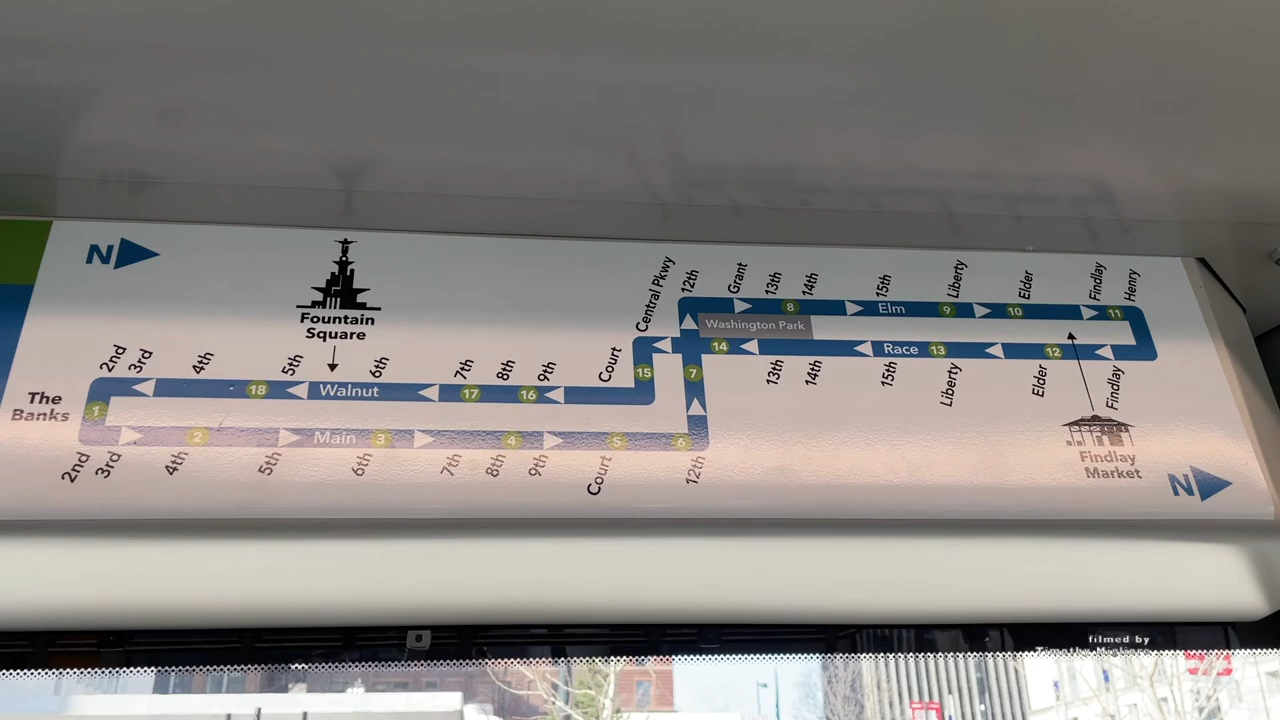 N
Fountain
Square
The
Banks
2nd
3rd
4th
5th
6th
7th
8th
9th
Court
Central Pkwy
12th
Grant
13th
14th
15th
Liberty
Elder
Findlay
Henry
8
Elm
9
10
11
Washington Park
14
Race
13
12
15
7
18
Walnut
17
16
1
2
Main
3
4
5
6
2nd
3rd
4th
5th
6th
7th
8th
9th
Court
12th
13th
14th
15th
Liberty
Elder
Findlay
Findlay
Market
N
filmed by
Timothy Migliore